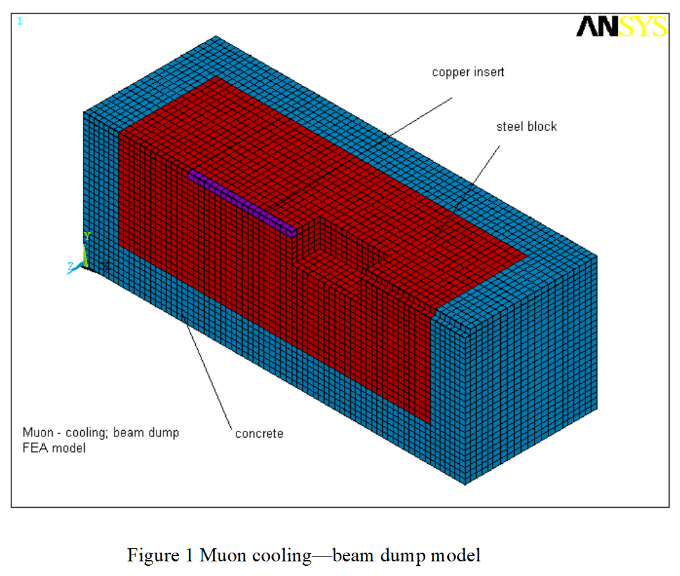 1
ANSYS
copper insert
steel block
Y
Z
Muon - cooling; beam dump
FEA model
concrete
Figure 1 Muon cooling—beam dump model